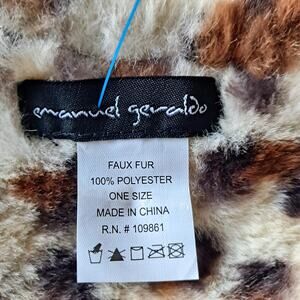 emanuel geraldo
FAUX FUR
100% POLYESTER
ONE SIZE
MADE IN CHINA
R.N. # 109861